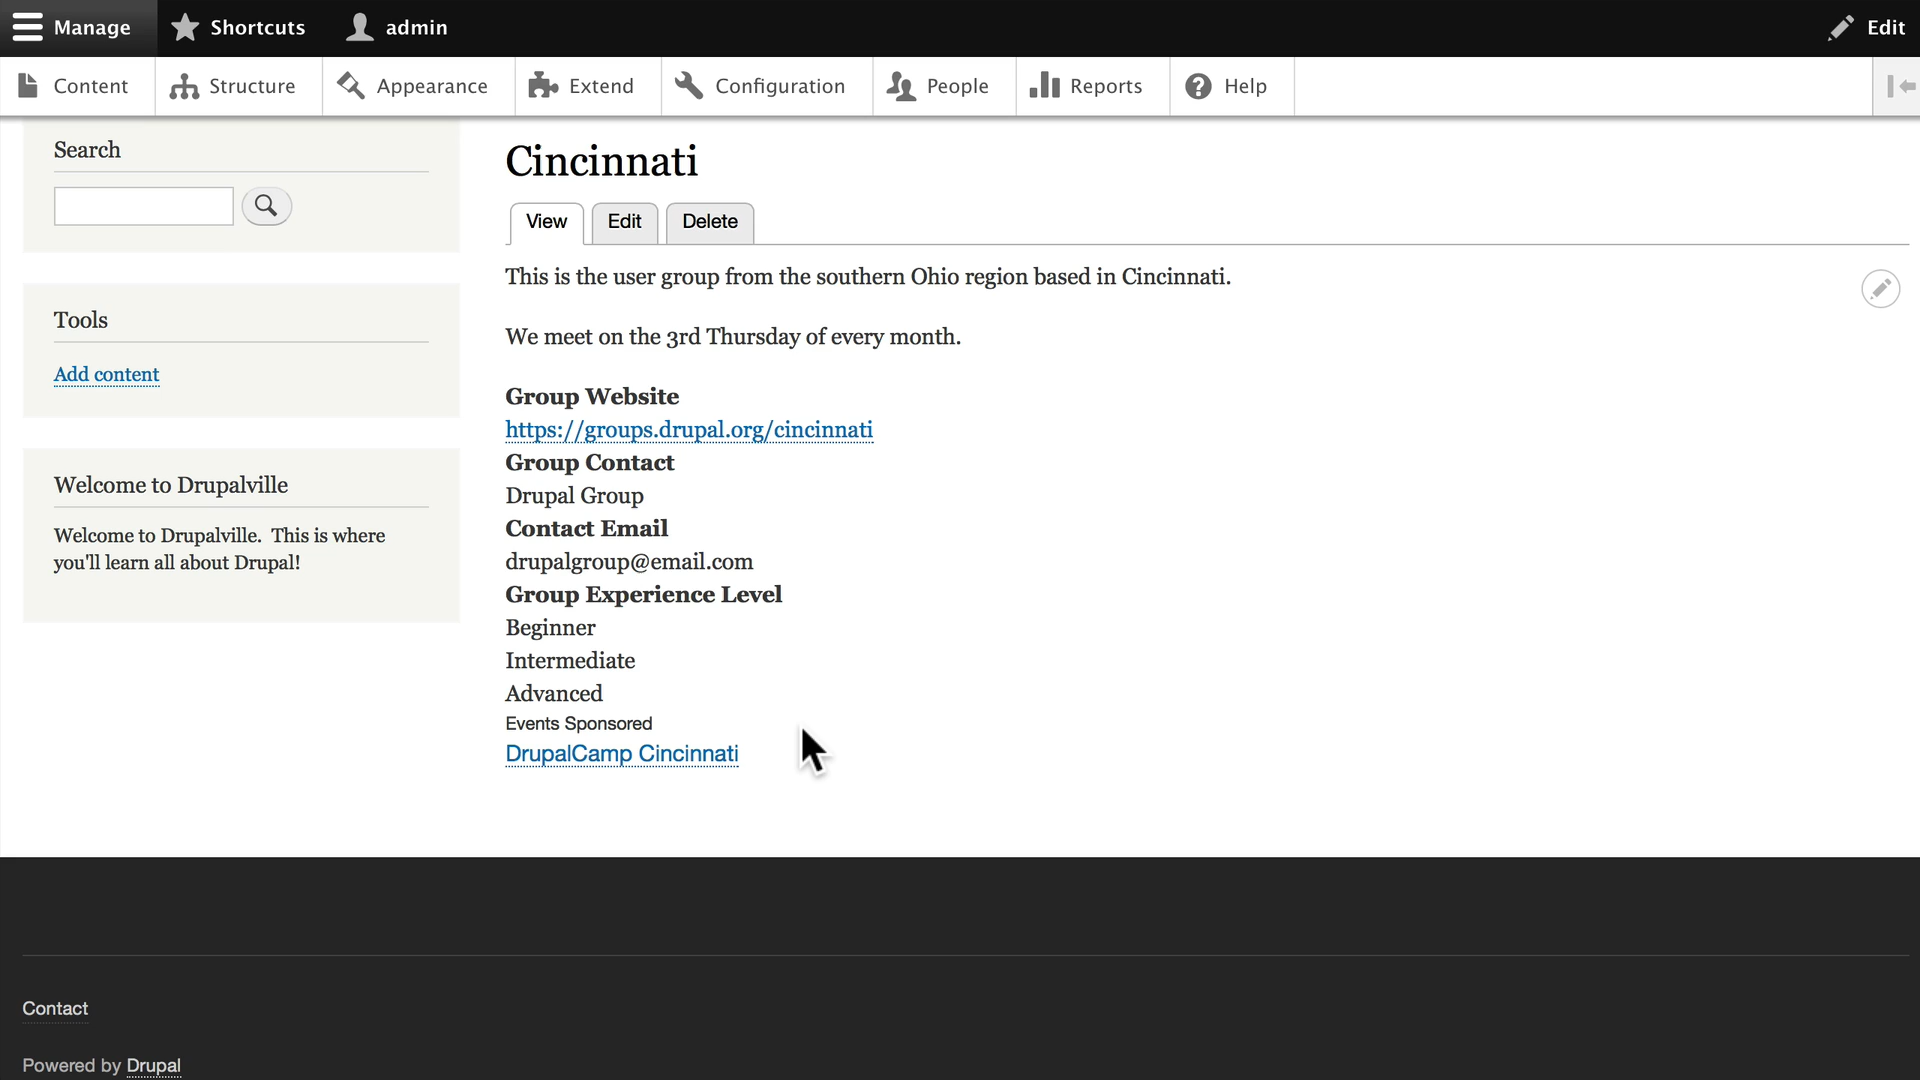 Manage
Shortcuts
admin
Edit
Content
Structure
Appearance
Extend
Configuration
People
Reports
Help
Search
Tools
Add content
Welcome to Drupalville
Welcome to Drupalville.  This is where
you'll learn all about Drupal!
Cincinnati
View
Edit
Delete
This is the user group from the southern Ohio region based in Cincinnati.
We meet on the 3rd Thursday of every month.
Group Website
https://groups.drupal.org/cincinnati
Group Contact
Drupal Group
Contact Email
drupalgroup@email.com
Group Experience Level
Beginner
Intermediate
Advanced
Events Sponsored
DrupalCamp Cincinnati
Contact
Powered by Drupal